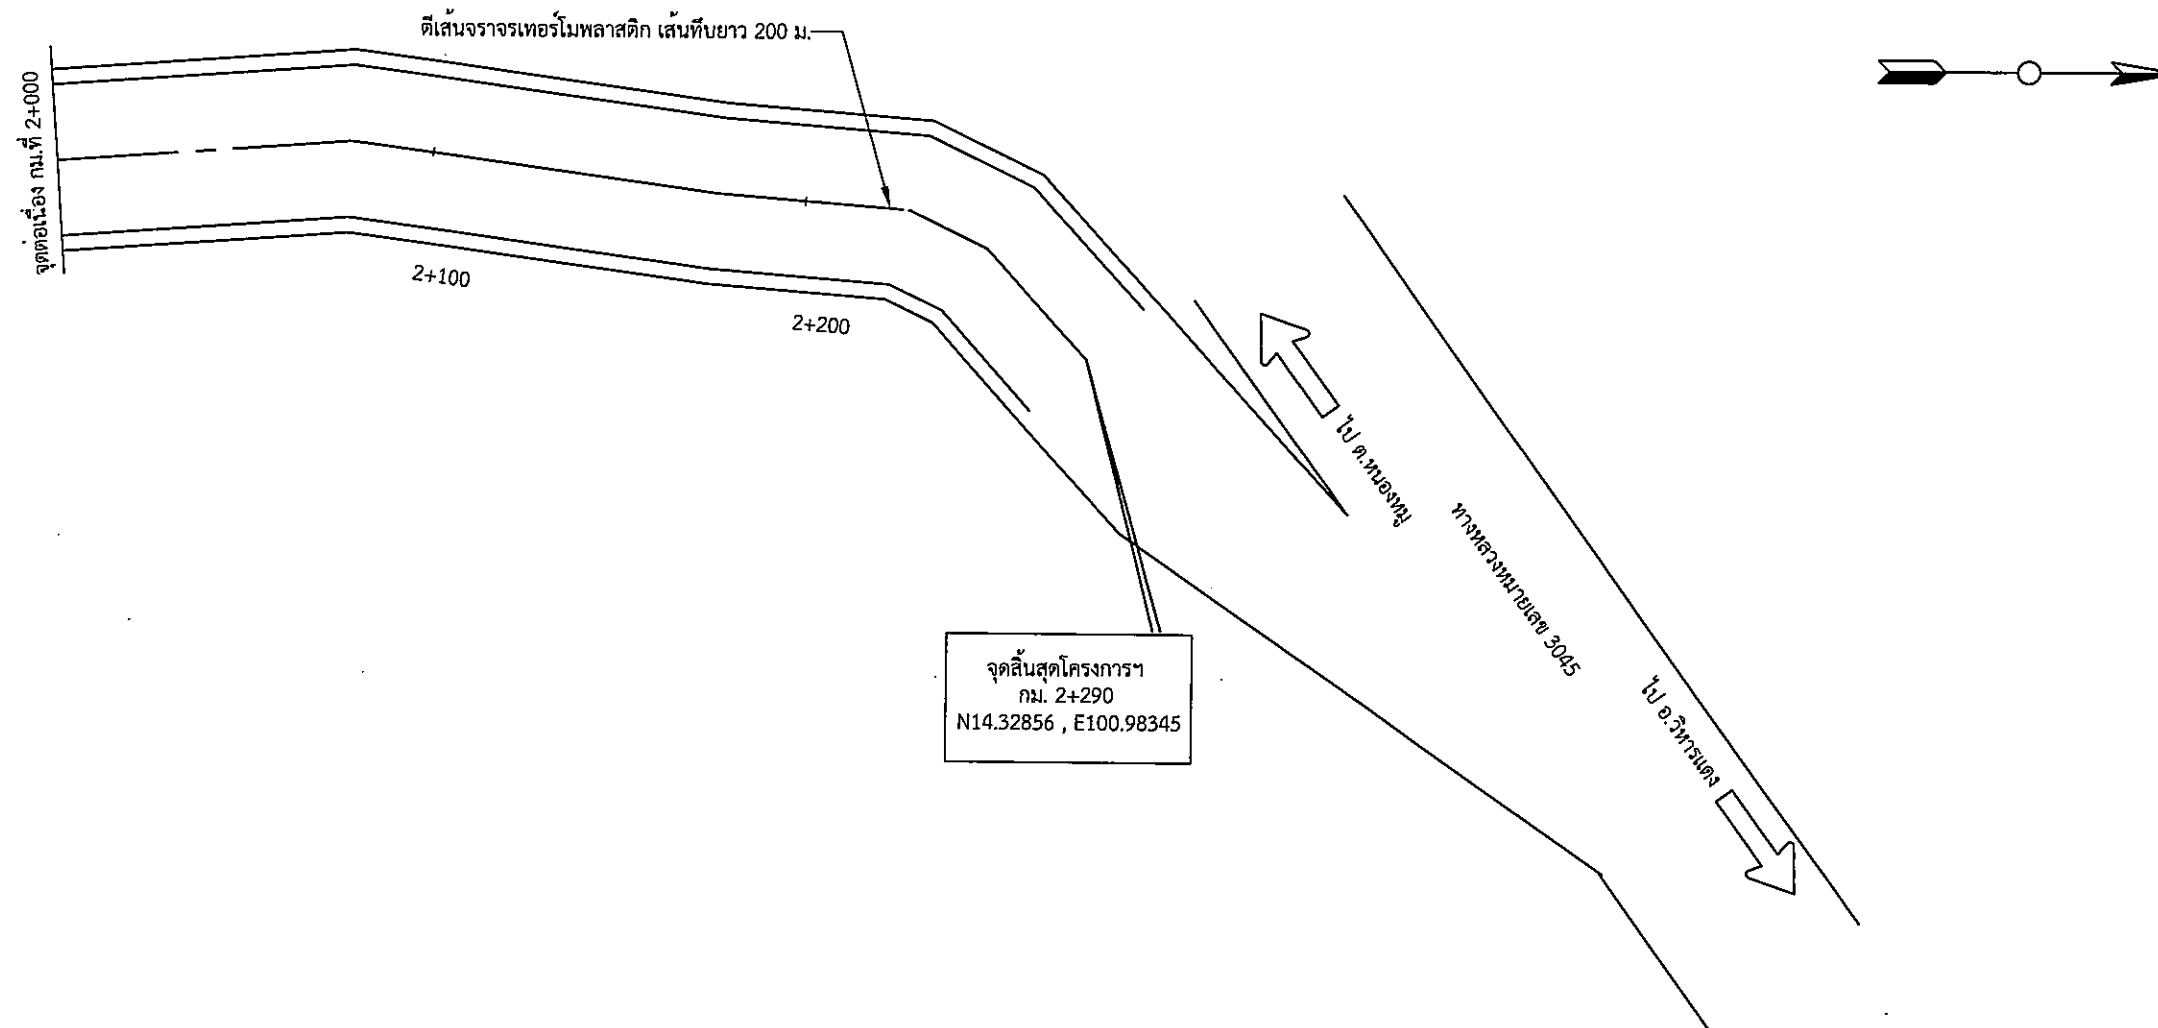 ตีเส้นจราจรเทอร์โมพลาสติก เส้นทึบยาว 200 ม.
จุดต่อเนื่อง กม.ที่ 2+000
2+100
2+200
ไป ต.หนองหมู
ทางหลวงหมายเลข 3045
ไป อ.วิหารแดง
จุดสิ้นสุดโครงการฯ
กม. 2+290
N14.32856 , E100.98345